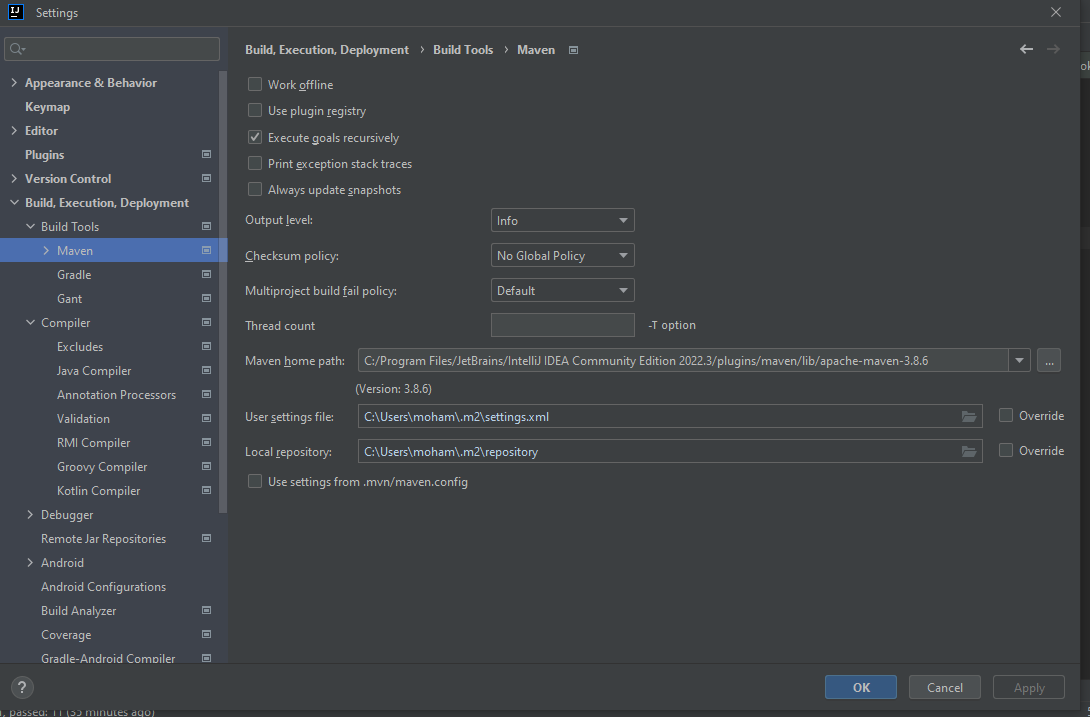 Settings
Appearance & Behavior
Keymap
Editor
Plugins
Version Control
Build, Execution, Deployment
Build Tools
Maven
Gradle
Gant
Compiler
Excludes
Java Compiler
Annotation Processors
Validation
RMI Compiler
Groovy Compiler
Kotlin Compiler
Debugger
Remote Jar Repositories
Android
Android Configurations
Build Analyzer
Coverage
Gradle-Android Compiler
Build, Execution, Deployment › Build Tools › Maven
Work offline
Use plugin registry
Execute goals recursively
Print exception stack traces
Always update snapshots
Output level: Info
Checksum policy: No Global Policy
Multiproject build fail policy: Default
Thread count -T option
Maven home path: C:/Program Files/JetBrains/IntelliJ IDEA Community Edition 2022.3/plugins/maven/lib/apache-maven-3.8.6 ...
(Version: 3.8.6)
User settings file: C:\Users\moham\.m2\settings.xml Override
Local repository: C:\Users\moham\.m2\repository Override
Use settings from .mvn/maven.config
? OK Cancel Apply
passed: 11 (55 minutes ago)